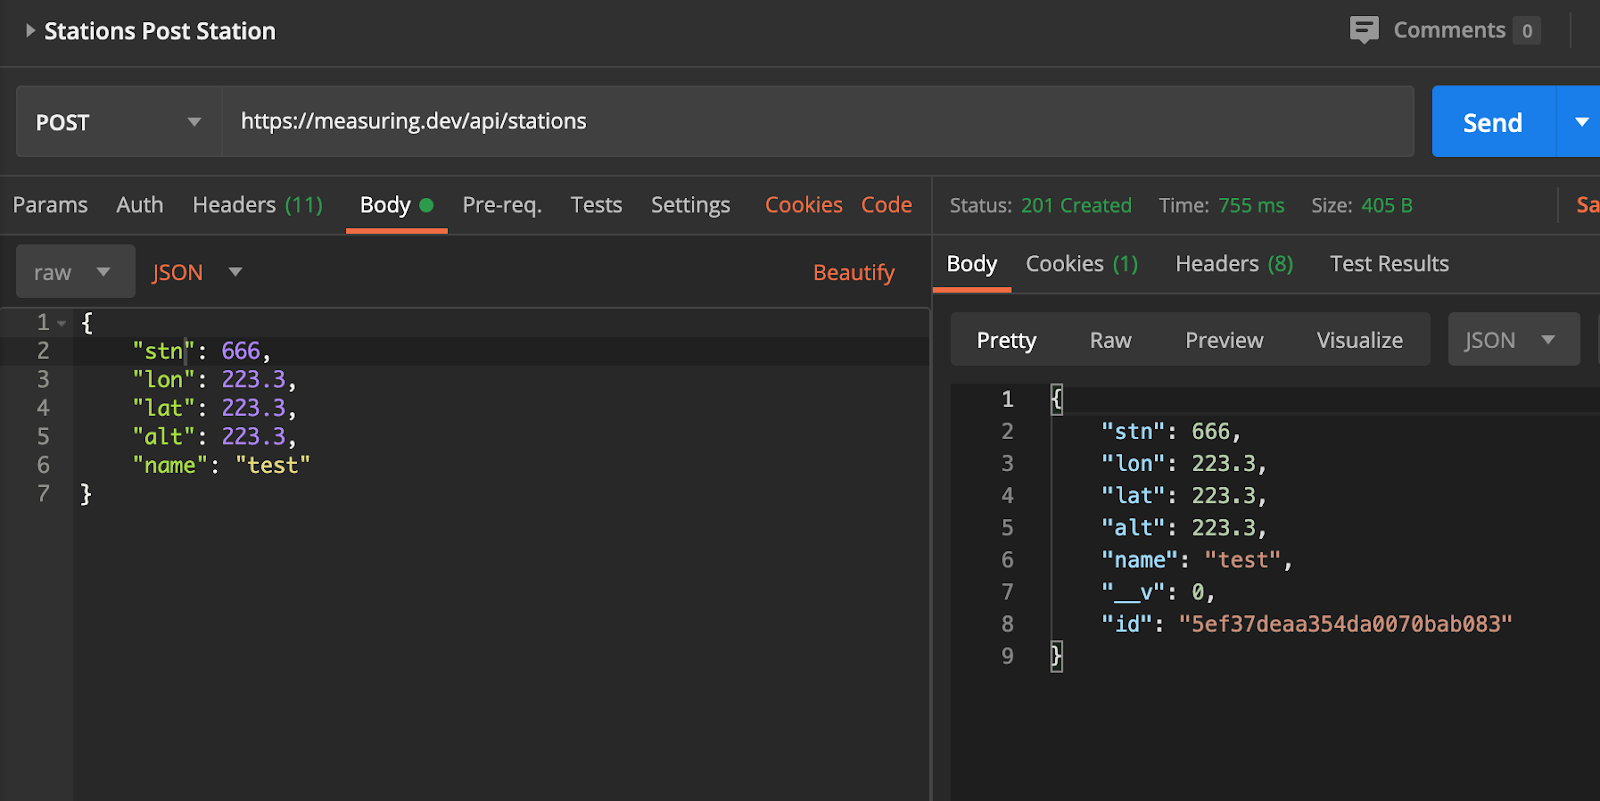 Stations Post Station
Comments 0
POST
https://measuring.dev/api/stations
Send
Params Auth Headers (11) Body Pre-req. Tests Settings Cookies Code
raw JSON Beautify
1 {
2 "stn": 666,
3 "lon": 223.3,
4 "lat": 223.3,
5 "alt": 223.3,
6 "name": "test"
7 }
Status: 201 Created Time: 755 ms Size: 405 B Sa
Body Cookies (1) Headers (8) Test Results
Pretty Raw Preview Visualize JSON
1 {
2 "stn": 666,
3 "lon": 223.3,
4 "lat": 223.3,
5 "alt": 223.3,
6 "name": "test",
7 "__v": 0,
8 "id": "5ef37deaa354da0070bab083"
9 }